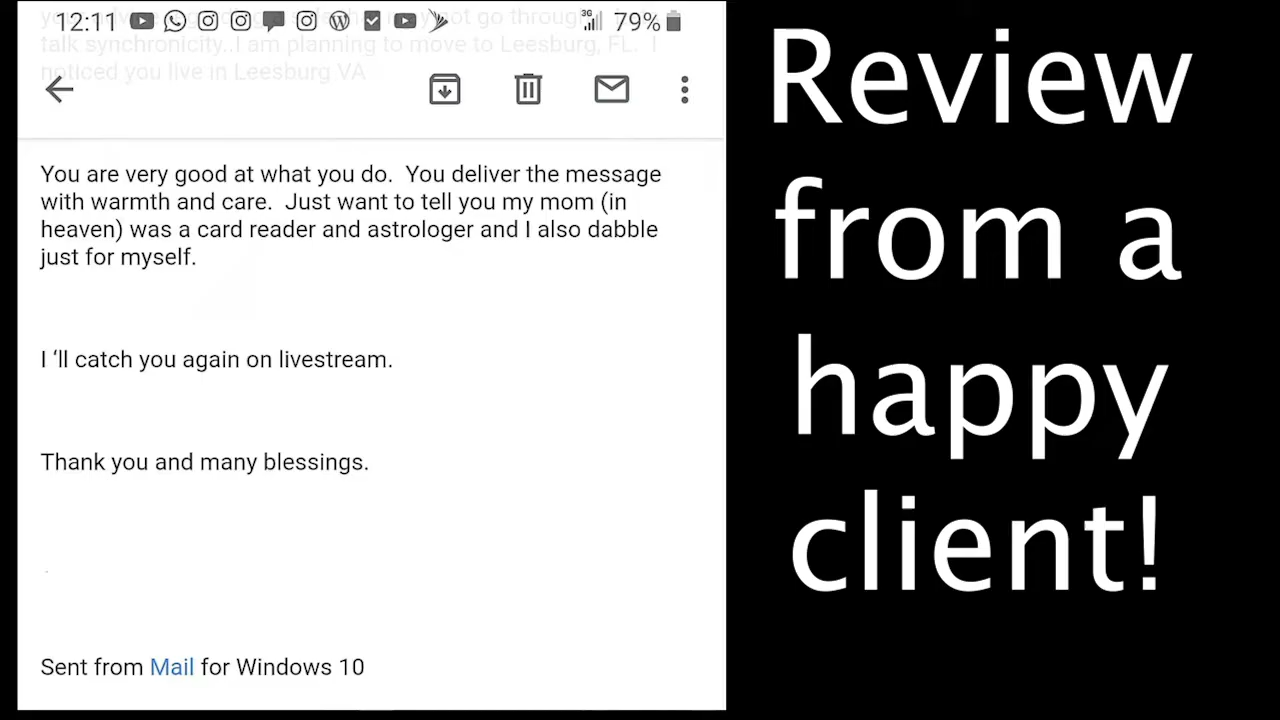 12:11
3G
79%
talk synchronicity..I am planning to move to Leesburg, FL. I
noticed you live in Leesburg VA
You are very good at what you do.  You deliver the message
with warmth and care.  Just want to tell you my mom (in
heaven) was a card reader and astrologer and I also dabble
just for myself.
I ‘ll catch you again on livestream.
Thank you and many blessings.
Sent from Mail for Windows 10
Review
from a
happy
client!